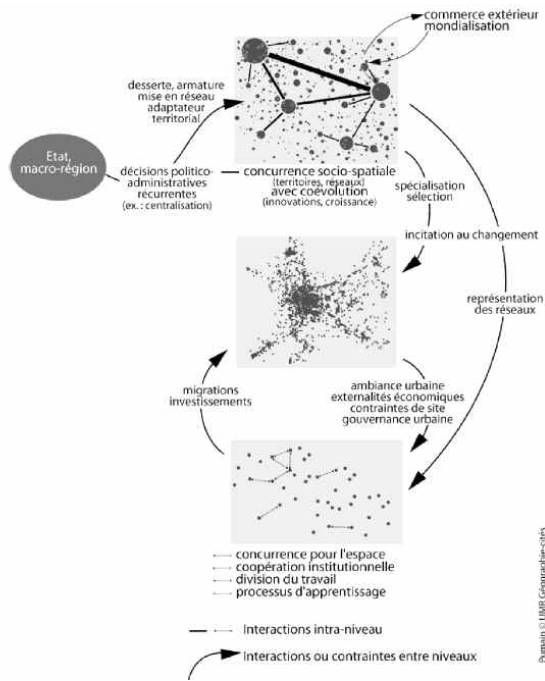 commerce extérieur
mondialisation
desserte, armature
mise en réseau
adaptateur
territorial
Etat,
macro-région
décisions politico-
administratives
récurrentes
(ex. : centralisation)
concurrence socio-spatiale
(territoires, réseaux)
avec coévolution
(innovations, croissance)
spécialisation
sélection
incitation au changement
représentation
des réseaux
migrations
investissements
ambiance urbaine
externalités économiques
contraintes de site
gouvernance urbaine
concurrence pour l'espace
coopération institutionnelle
division du travail
processus d'apprentissage
Interactions intra-niveau
Interactions ou contraintes entre niveaux
Pumain © UMR Géographie-cités